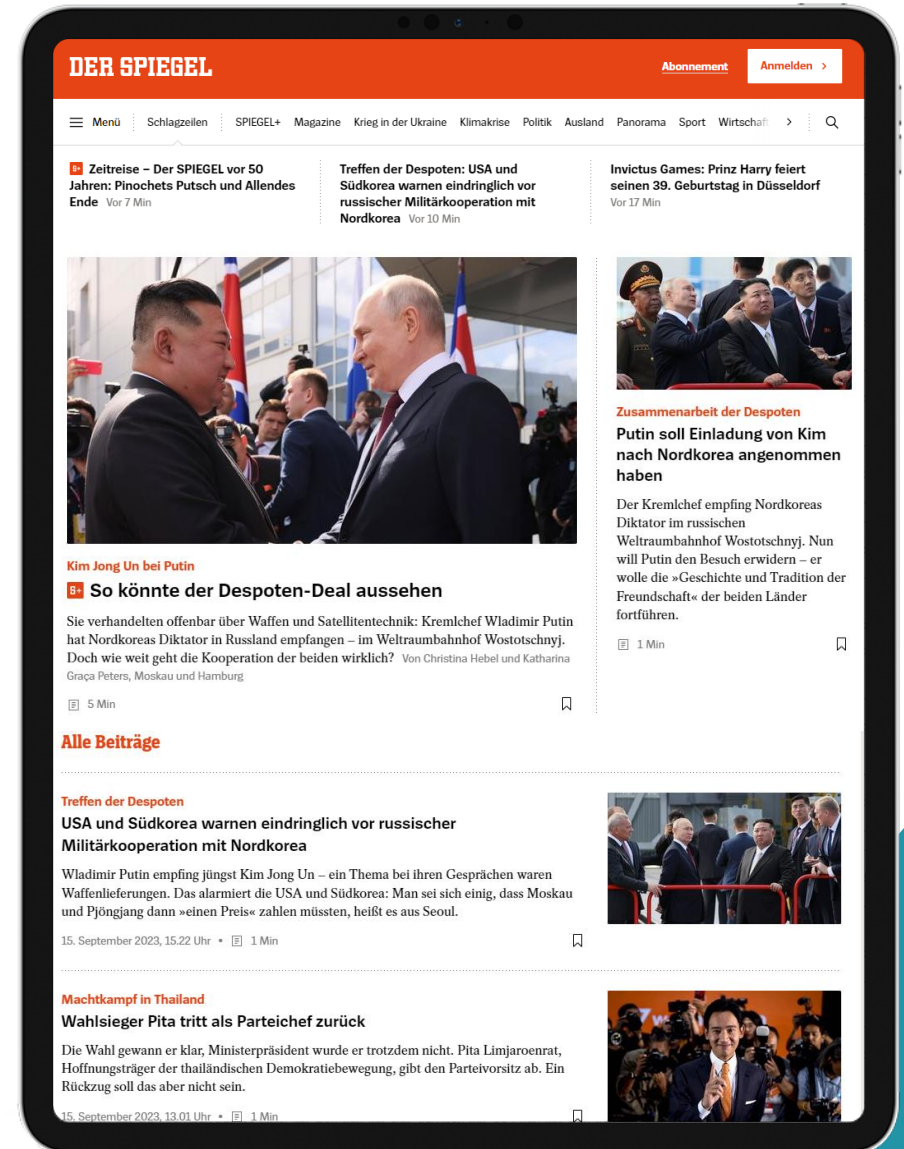 DER SPIEGEL
Abonnement
Anmelden >
Menü
Schlagzeilen
SPIEGEL+
Magazine
Krieg in der Ukraine
Klimakrise
Politik
Ausland
Panorama
Sport
Wirtschaft
S+ Zeitreise – Der SPIEGEL vor 50
Jahren: Pinochets Putsch und Allendes
Ende Vor 7 Min
Treffen der Despoten: USA und
Südkorea warnen eindringlich vor
russischer Militärkooperation mit
Nordkorea Vor 10 Min
Invictus Games: Prinz Harry feiert
seinen 39. Geburtstag in Düsseldorf
Vor 17 Min
Kim Jong Un bei Putin
S+ So könnte der Despoten-Deal aussehen
Sie verhandelten offenbar über Waffen und Satellitentechnik: Kremlchef Wladimir Putin
hat Nordkoreas Diktator in Russland empfangen – im Weltraumbahnhof Wostotschnyj.
Doch wie weit geht die Kooperation der beiden wirklich? Von Christina Hebel und Katharina
Graça Peters, Moskau und Hamburg
5 Min
Zusammenarbeit der Despoten
Putin soll Einladung von Kim
nach Nordkorea angenommen
haben
Der Kremlchef empfing Nordkoreas
Diktator im russischen
Weltraumbahnhof Wostotschnyj. Nun
will Putin den Besuch erwidern – er
wolle die »Geschichte und Tradition der
Freundschaft« der beiden Länder
fortführen.
1 Min
Alle Beiträge
Treffen der Despoten
USA und Südkorea warnen eindringlich vor russischer
Militärkooperation mit Nordkorea
Wladimir Putin empfing jüngst Kim Jong Un – ein Thema bei ihren Gesprächen waren
Waffenlieferungen. Das alarmiert die USA und Südkorea: Man sei sich einig, dass Moskau
und Pjöngjang dann »einen Preis« zahlen müssten, heißt es aus Seoul.
15. September 2023, 15.22 Uhr • 1 Min
Machtkampf in Thailand
Wahlsieger Pita tritt als Parteichef zurück
Die Wahl gewann er klar, Ministerpräsident wurde er trotzdem nicht. Pita Limjaroenrat,
Hoffnungsträger der thailändischen Demokratiebewegung, gibt den Parteivorsitz ab. Ein
Rückzug soll das aber nicht sein.
15. September 2023, 13.01 Uhr • 1 Min